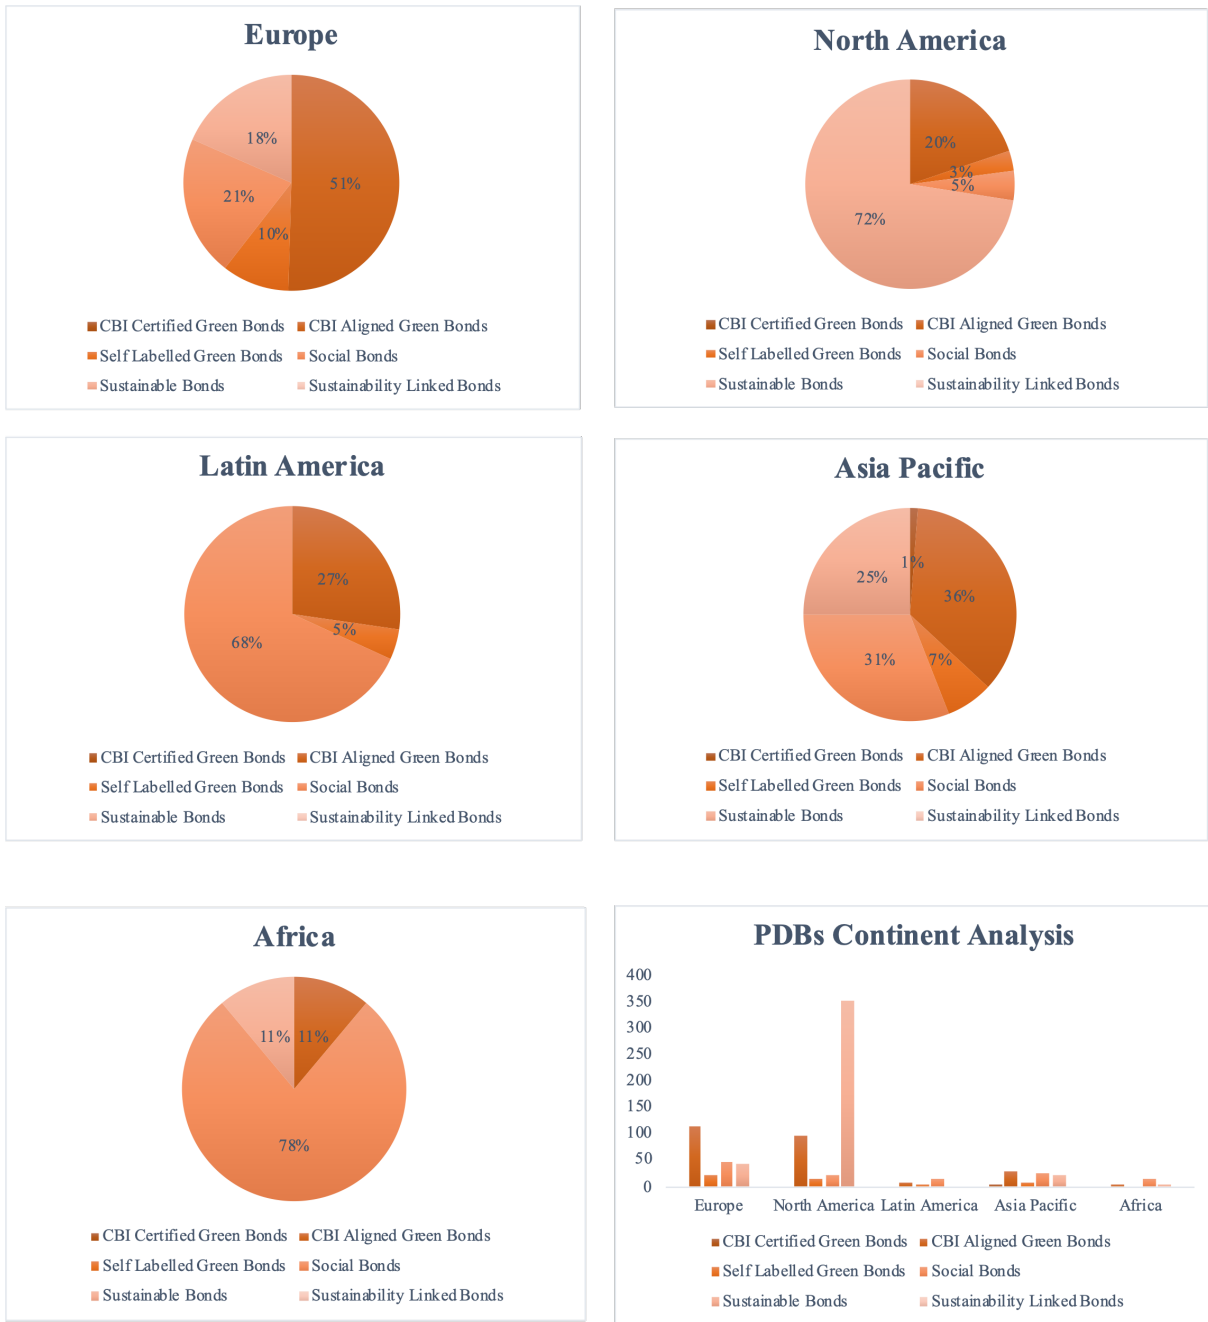 Europe
18%
51%
21%
10%
CBI Certified Green Bonds CBI Aligned Green Bonds
Self Labelled Green Bonds Social Bonds
Sustainable Bonds Sustainability Linked Bonds
North America
20%
3%
5%
72%
CBI Certified Green Bonds CBI Aligned Green Bonds
Self Labelled Green Bonds Social Bonds
Sustainable Bonds Sustainability Linked Bonds
Latin America
27%
5%
68%
CBI Certified Green Bonds CBI Aligned Green Bonds
Self Labelled Green Bonds Social Bonds
Sustainable Bonds Sustainability Linked Bonds
Asia Pacific
1%
25%
36%
31%
7%
CBI Certified Green Bonds CBI Aligned Green Bonds
Self Labelled Green Bonds Social Bonds
Sustainable Bonds Sustainability Linked Bonds
Africa
11% 11%
78%
CBI Certified Green Bonds CBI Aligned Green Bonds
Self Labelled Green Bonds Social Bonds
Sustainable Bonds Sustainability Linked Bonds
PDBs Continent Analysis
400
350
300
250
200
150
100
50
0
Europe North America Latin America Asia Pacific Africa
CBI Certified Green Bonds CBI Aligned Green Bonds
Self Labelled Green Bonds Social Bonds
Sustainable Bonds Sustainability Linked Bonds